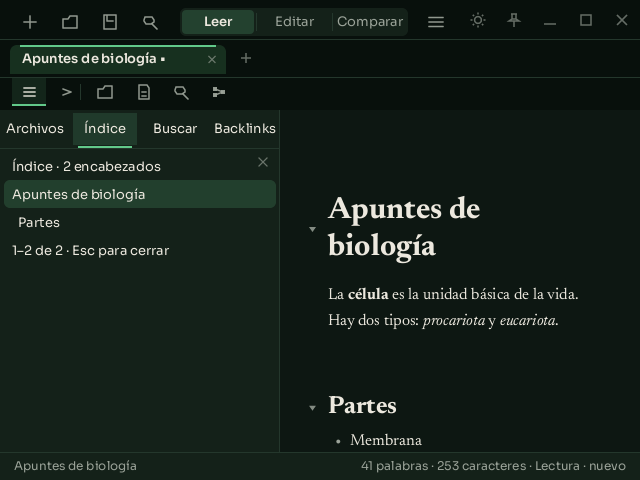 Leer Editar Comparar
Apuntes de biología •
Archivos Índice Buscar Backlinks
Índice · 2 encabezados
Apuntes de biología
Partes
1–2 de 2 · Esc para cerrar
Apuntes de
biología
La célula es la unidad básica de la vida.
Hay dos tipos: procariota y eucariota.
Partes
• Membrana
Apuntes de biología
41 palabras · 253 caracteres · Lectura · nuevo